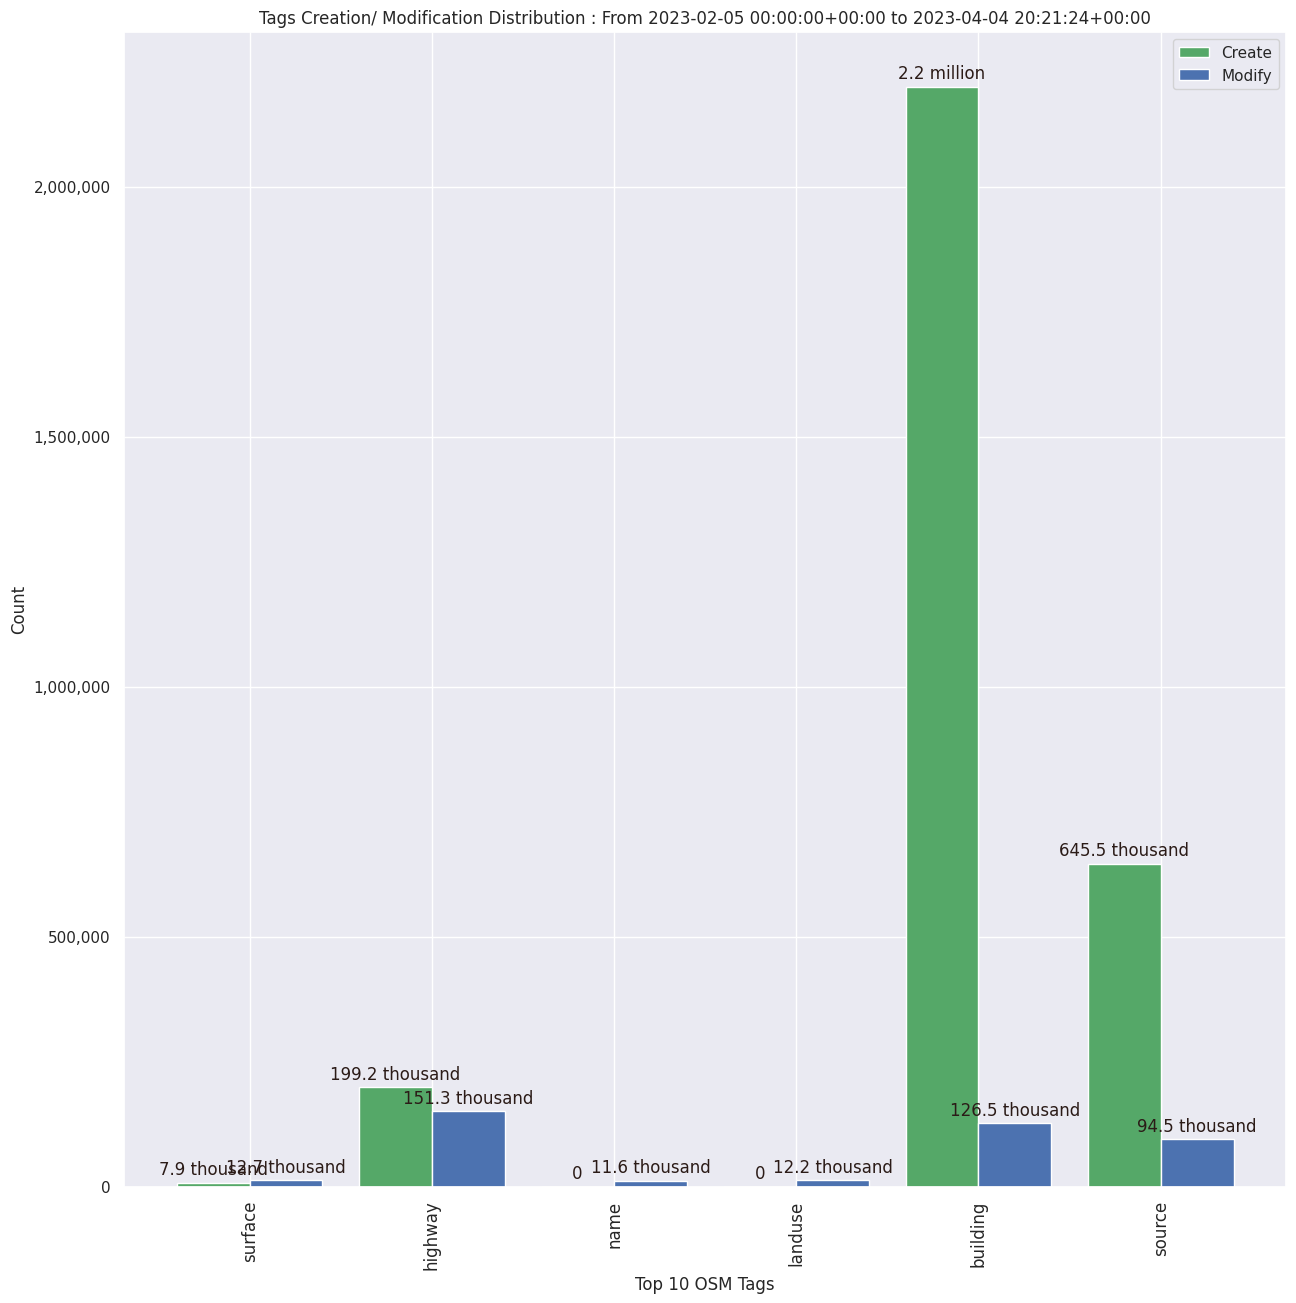 Tags Creation/ Modification Distribution : From 2023-02-05 00:00:00+00:00 to 2023-04-04 20:21:24+00:00
Create
Modify
2.2 million
2,000,000
1,500,000
1,000,000
645.5 thousand
500,000
199.2 thousand
151.3 thousand
126.5 thousand
94.5 thousand
7.9 thousand
12.7 thousand
0
11.6 thousand
0
12.2 thousand
0
Count
surface
highway
name
landuse
building
source
Top 10 OSM Tags